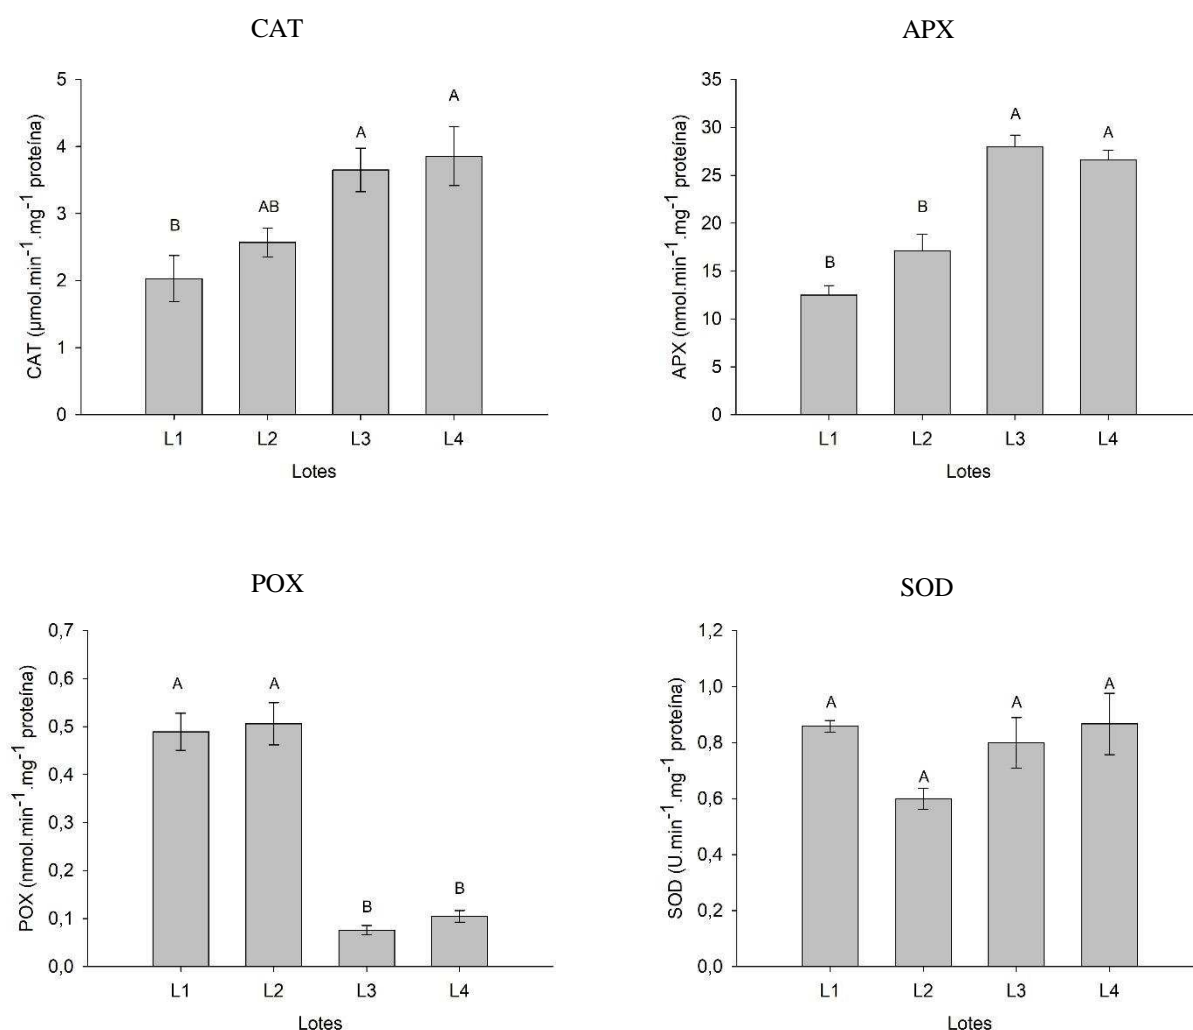 CAT
CAT (µmol.min⁻¹.mg⁻¹ proteína)
5
4
3
2
1
0
B
AB
A
A
L1 L2 L3 L4
Lotes
APX
APX (nmol.min⁻¹.mg⁻¹ proteína)
35
30
25
20
15
10
5
0
B
B
A
A
L1 L2 L3 L4
Lotes
POX
POX (nmol.min⁻¹.mg⁻¹ proteína)
0,7
0,6
0,5
0,4
0,3
0,2
0,1
0,0
A
A
B
B
L1 L2 L3 L4
Lotes
SOD
SOD (U.min⁻¹.mg⁻¹ proteína)
1,2
1,0
0,8
0,6
0,4
0,2
0,0
A
A
A
A
L1 L2 L3 L4
Lotes